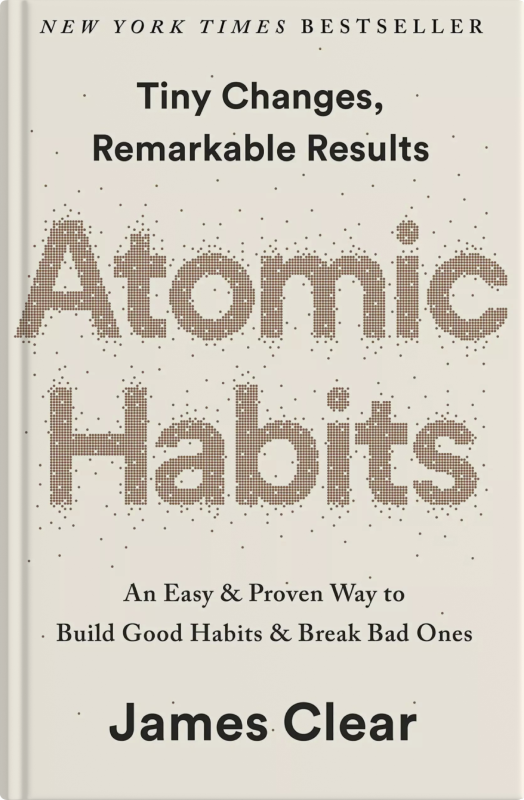 NEW YORK TIMES BESTSELLER
Tiny Changes,
Remarkable Results
Atomic
Habits
An Easy & Proven Way to
Build Good Habits & Break Bad Ones
James Clear